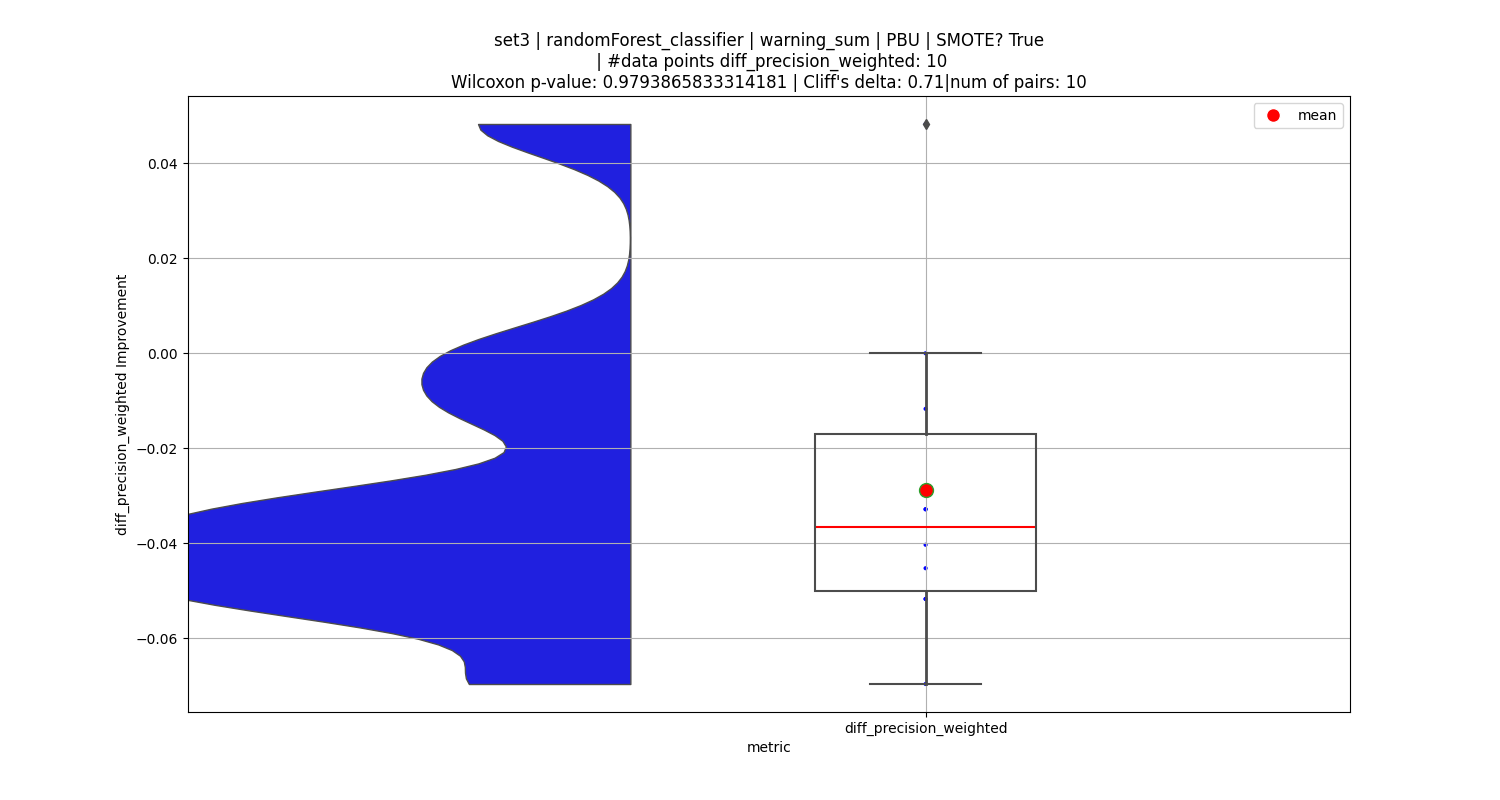 set3 | randomForest_classifier | warning_sum | PBU | SMOTE? True
| #data points diff_precision_weighted: 10
Wilcoxon p-value: 0.9793865833314181 | Cliff's delta: 0.71|num of pairs: 10
mean
0.04
0.02
0.00
−0.02
−0.04
−0.06
diff_precision_weighted Improvement
diff_precision_weighted
metric